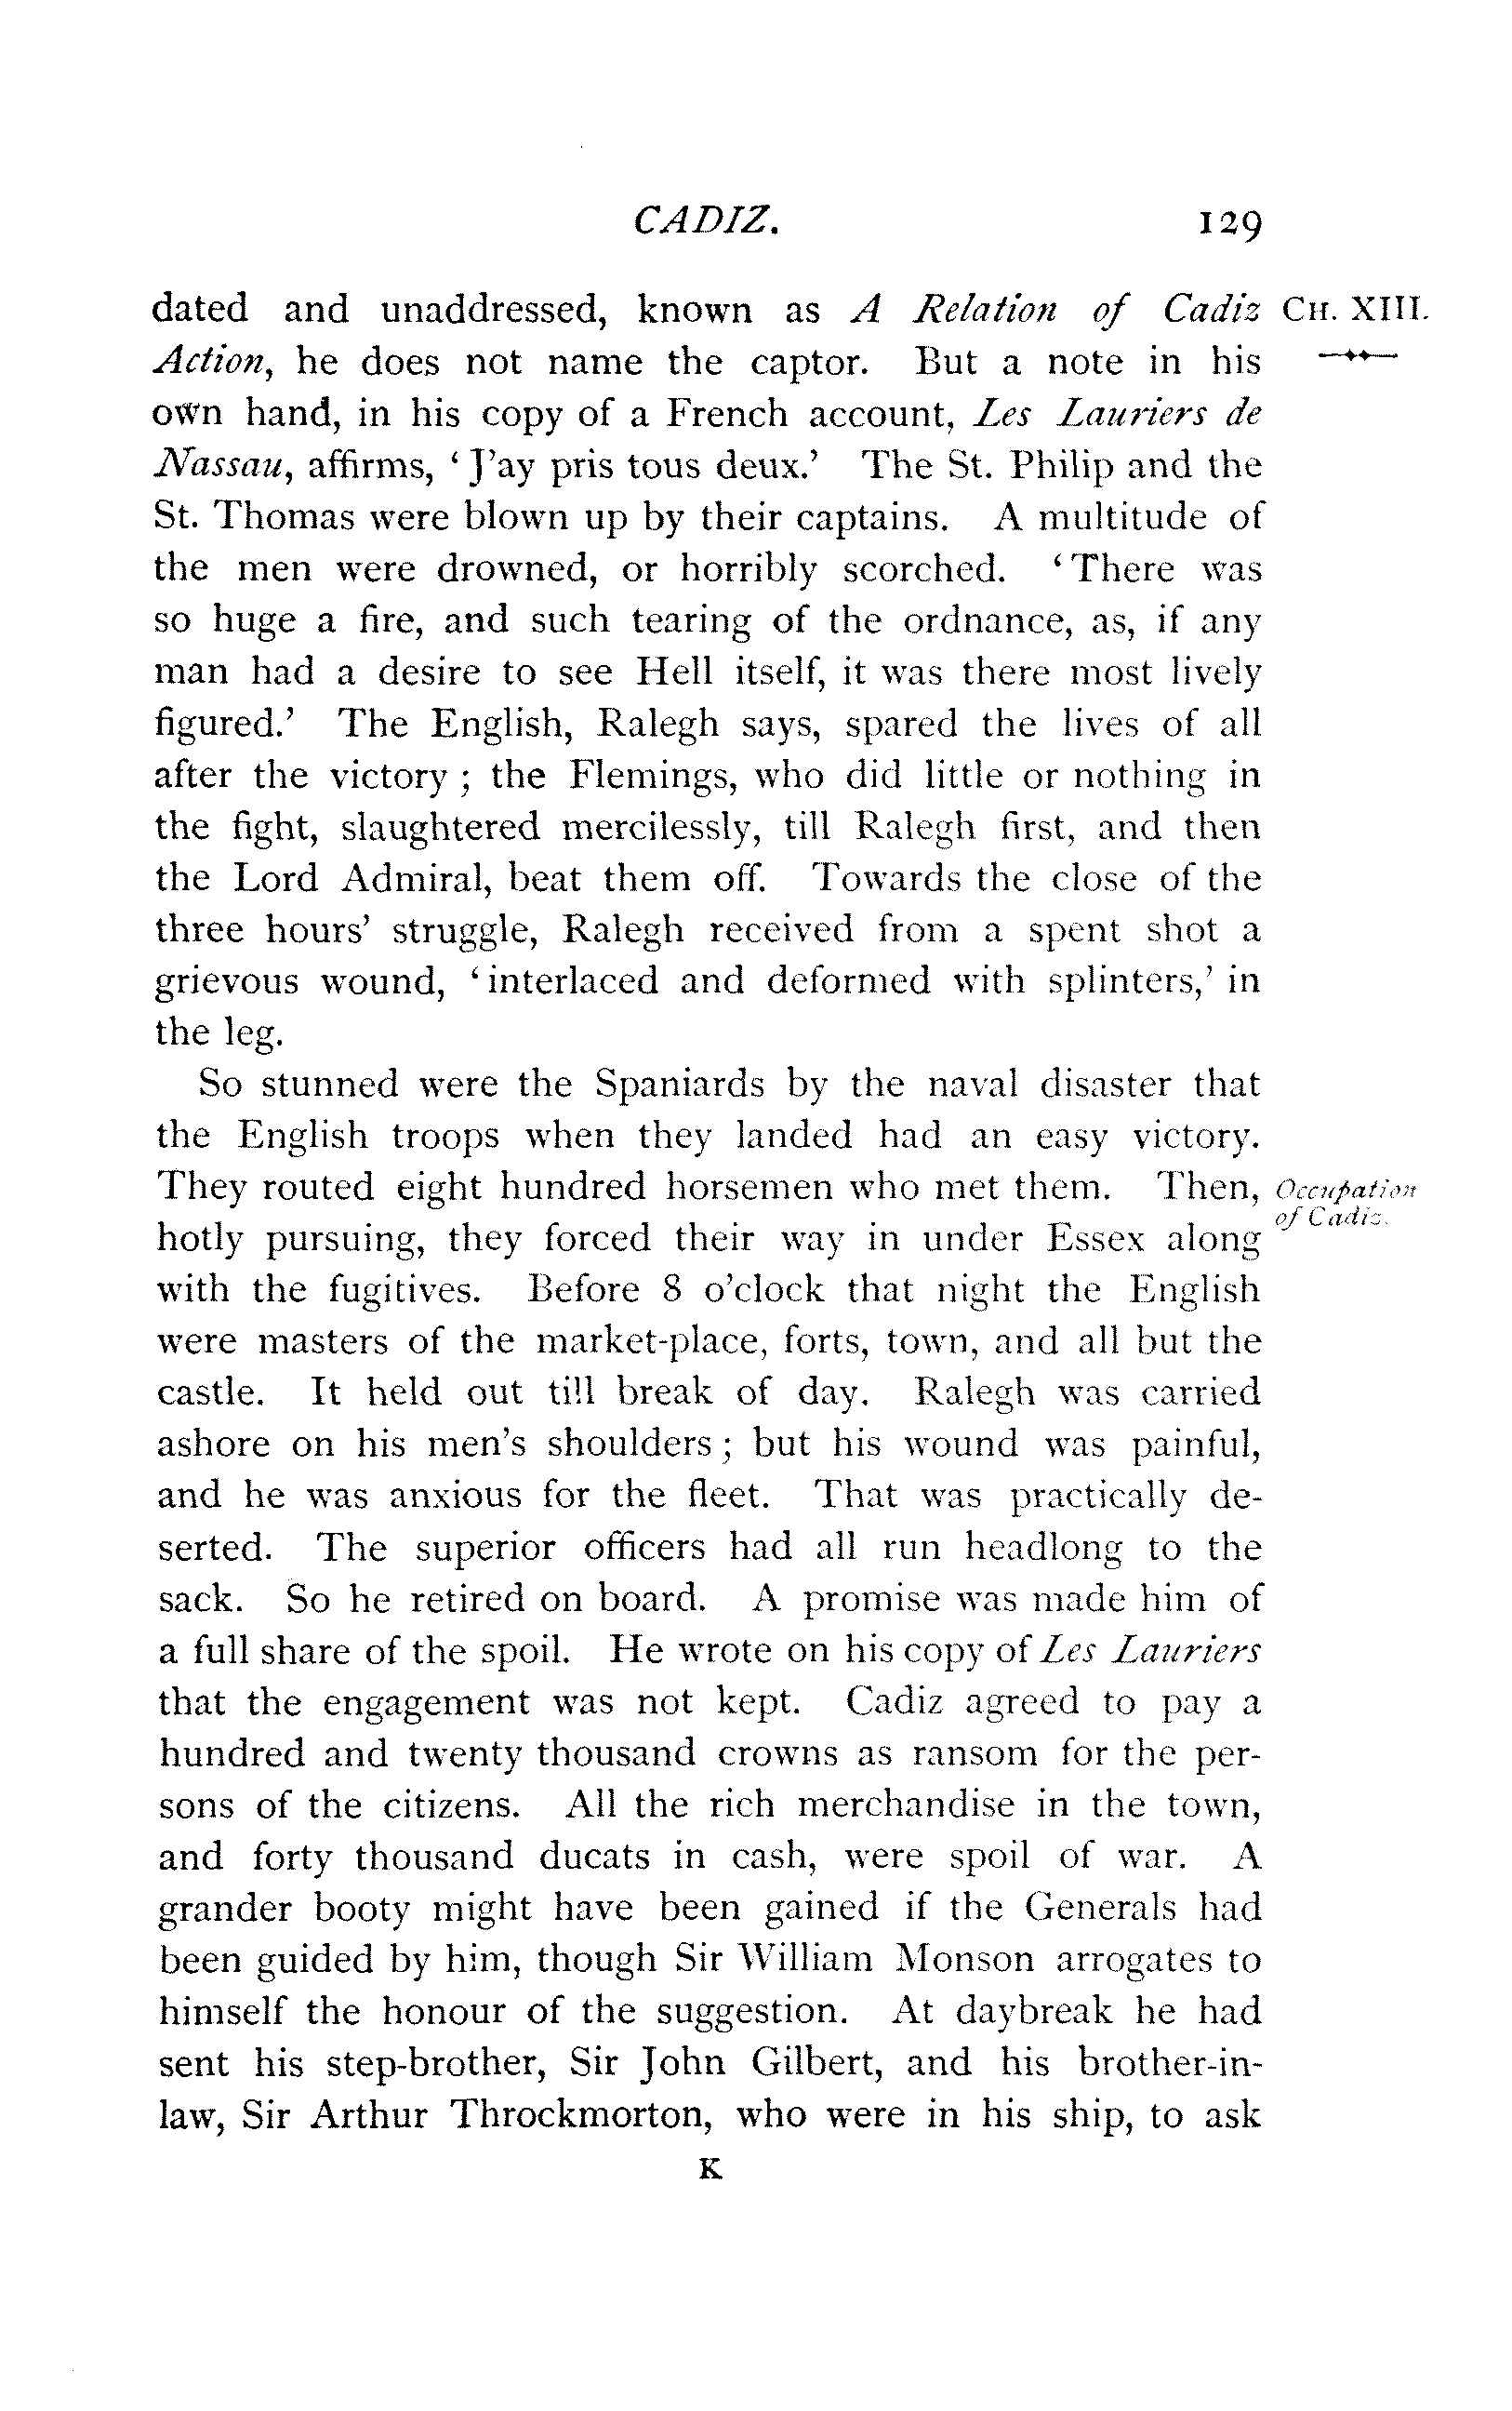 CADIZ. 129
dated and unaddressed, known as A Relation of Cadiz CH. XIII.
Action, he does not name the captor. But a note in his
own hand, in his copy of a French account, Les Lauriers de
Nassau, affirms, ‘J’ay pris tous deux.’ The St. Philip and the
St. Thomas were blown up by their captains. A multitude of
the men were drowned, or horribly scorched. ‘There was
so huge a fire, and such tearing of the ordnance, as, if any
man had a desire to see Hell itself, it was there most lively
figured.’ The English, Ralegh says, spared the lives of all
after the victory; the Flemings, who did little or nothing in
the fight, slaughtered mercilessly, till Ralegh first, and then
the Lord Admiral, beat them off. Towards the close of the
three hours’ struggle, Ralegh received from a spent shot a
grievous wound, ‘interlaced and deformed with splinters,’ in
the leg.
So stunned were the Spaniards by the naval disaster that
the English troops when they landed had an easy victory.
They routed eight hundred horsemen who met them. Then, Occupation
of Cadiz.
hotly pursuing, they forced their way in under Essex along
with the fugitives. Before 8 o’clock that night the English
were masters of the market-place, forts, town, and all but the
castle. It held out till break of day. Ralegh was carried
ashore on his men’s shoulders; but his wound was painful,
and he was anxious for the fleet. That was practically de-
serted. The superior officers had all run headlong to the
sack. So he retired on board. A promise was made him of
a full share of the spoil. He wrote on his copy of Les Lauriers
that the engagement was not kept. Cadiz agreed to pay a
hundred and twenty thousand crowns as ransom for the per-
sons of the citizens. All the rich merchandise in the town,
and forty thousand ducats in cash, were spoil of war. A
grander booty might have been gained if the Generals had
been guided by him, though Sir William Monson arrogates to
himself the honour of the suggestion. At daybreak he had
sent his step-brother, Sir John Gilbert, and his brother-in-
law, Sir Arthur Throckmorton, who were in his ship, to ask
K